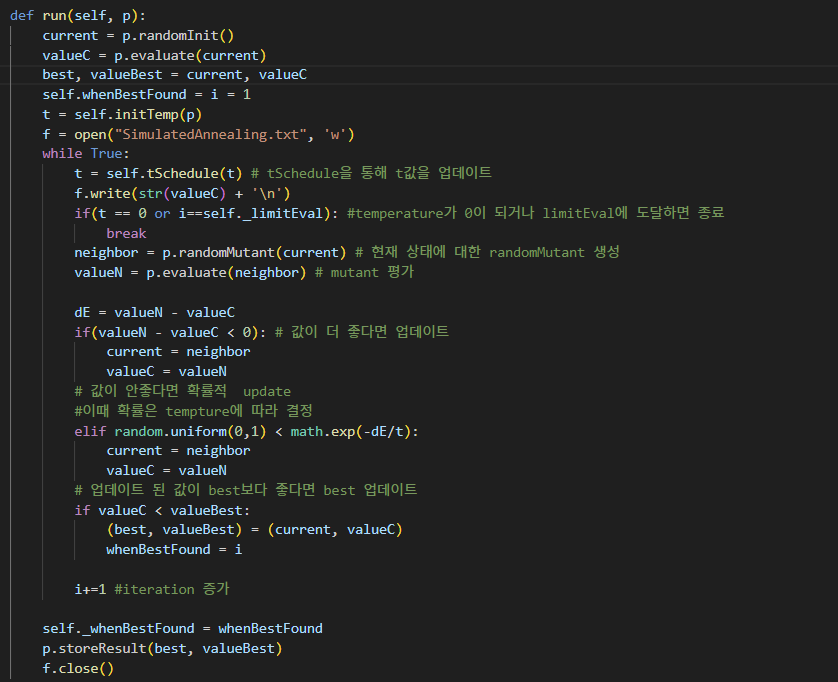 def run(self, p):
    current = p.randomInit()
    valueC = p.evaluate(current)
    best, valueBest = current, valueC
    self.whenBestFound = i = 1
    t = self.initTemp(p)
    f = open("SimulatedAnnealing.txt", 'w')
    while True:
        t = self.tSchedule(t) # tSchedule을 통해 t값을 업데이트
        f.write(str(valueC) + '\n')
        if(t == 0 or i==self._limitEval): #temperature가 0이 되거나 limitEval에 도달하면 종료
            break
        neighbor = p.randomMutant(current) # 현재 상태에 대한 randomMutant 생성
        valueN = p.evaluate(neighbor) # mutant 평가

        dE = valueN - valueC
        if(valueN - valueC < 0): # 값이 더 좋다면 업데이트
            current = neighbor
            valueC = valueN
        # 값이 안좋다면 확률적  update
        #이때 확률은 tempture에 따라 결정
        elif random.uniform(0,1) < math.exp(-dE/t):
            current = neighbor
            valueC = valueN
        # 업데이트 된 값이 best보다 좋다면 best 업데이트
        if valueC < valueBest:
            (best, valueBest) = (current, valueC)
            whenBestFound = i

        i+=1 #iteration 증가

    self._whenBestFound = whenBestFound
    p.storeResult(best, valueBest)
    f.close()